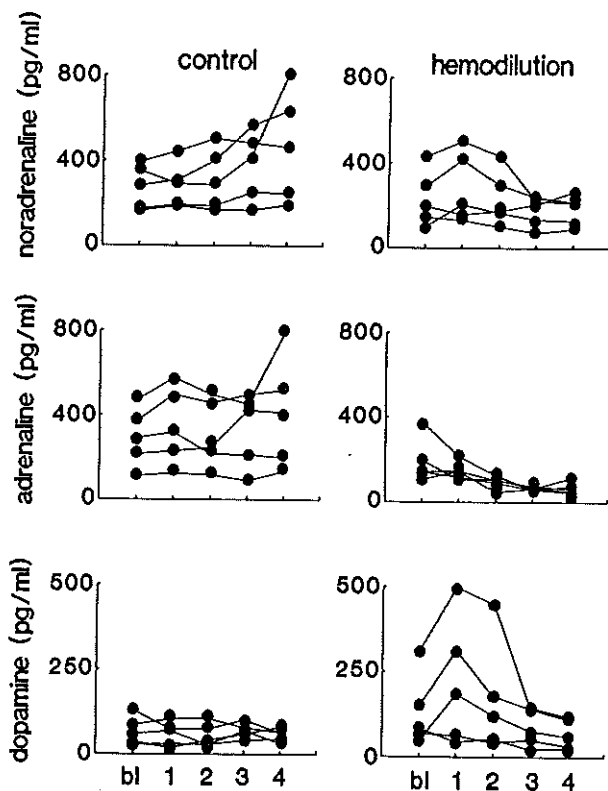 control
hemodilution
noradrenaline (pg/ml)
800
400
0
800
400
0
adrenaline (pg/ml)
800
400
0
800
400
0
dopamine (pg/ml)
500
250
0
500
250
0
bl 1 2 3 4
bl 1 2 3 4